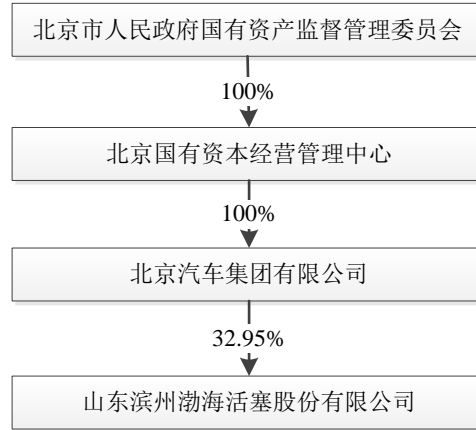 北京市人民政府国有资产监督管理委员会
100%
北京国有资本经营管理中心
100%
北京汽车集团有限公司
32.95%
山东滨州渤海活塞股份有限公司